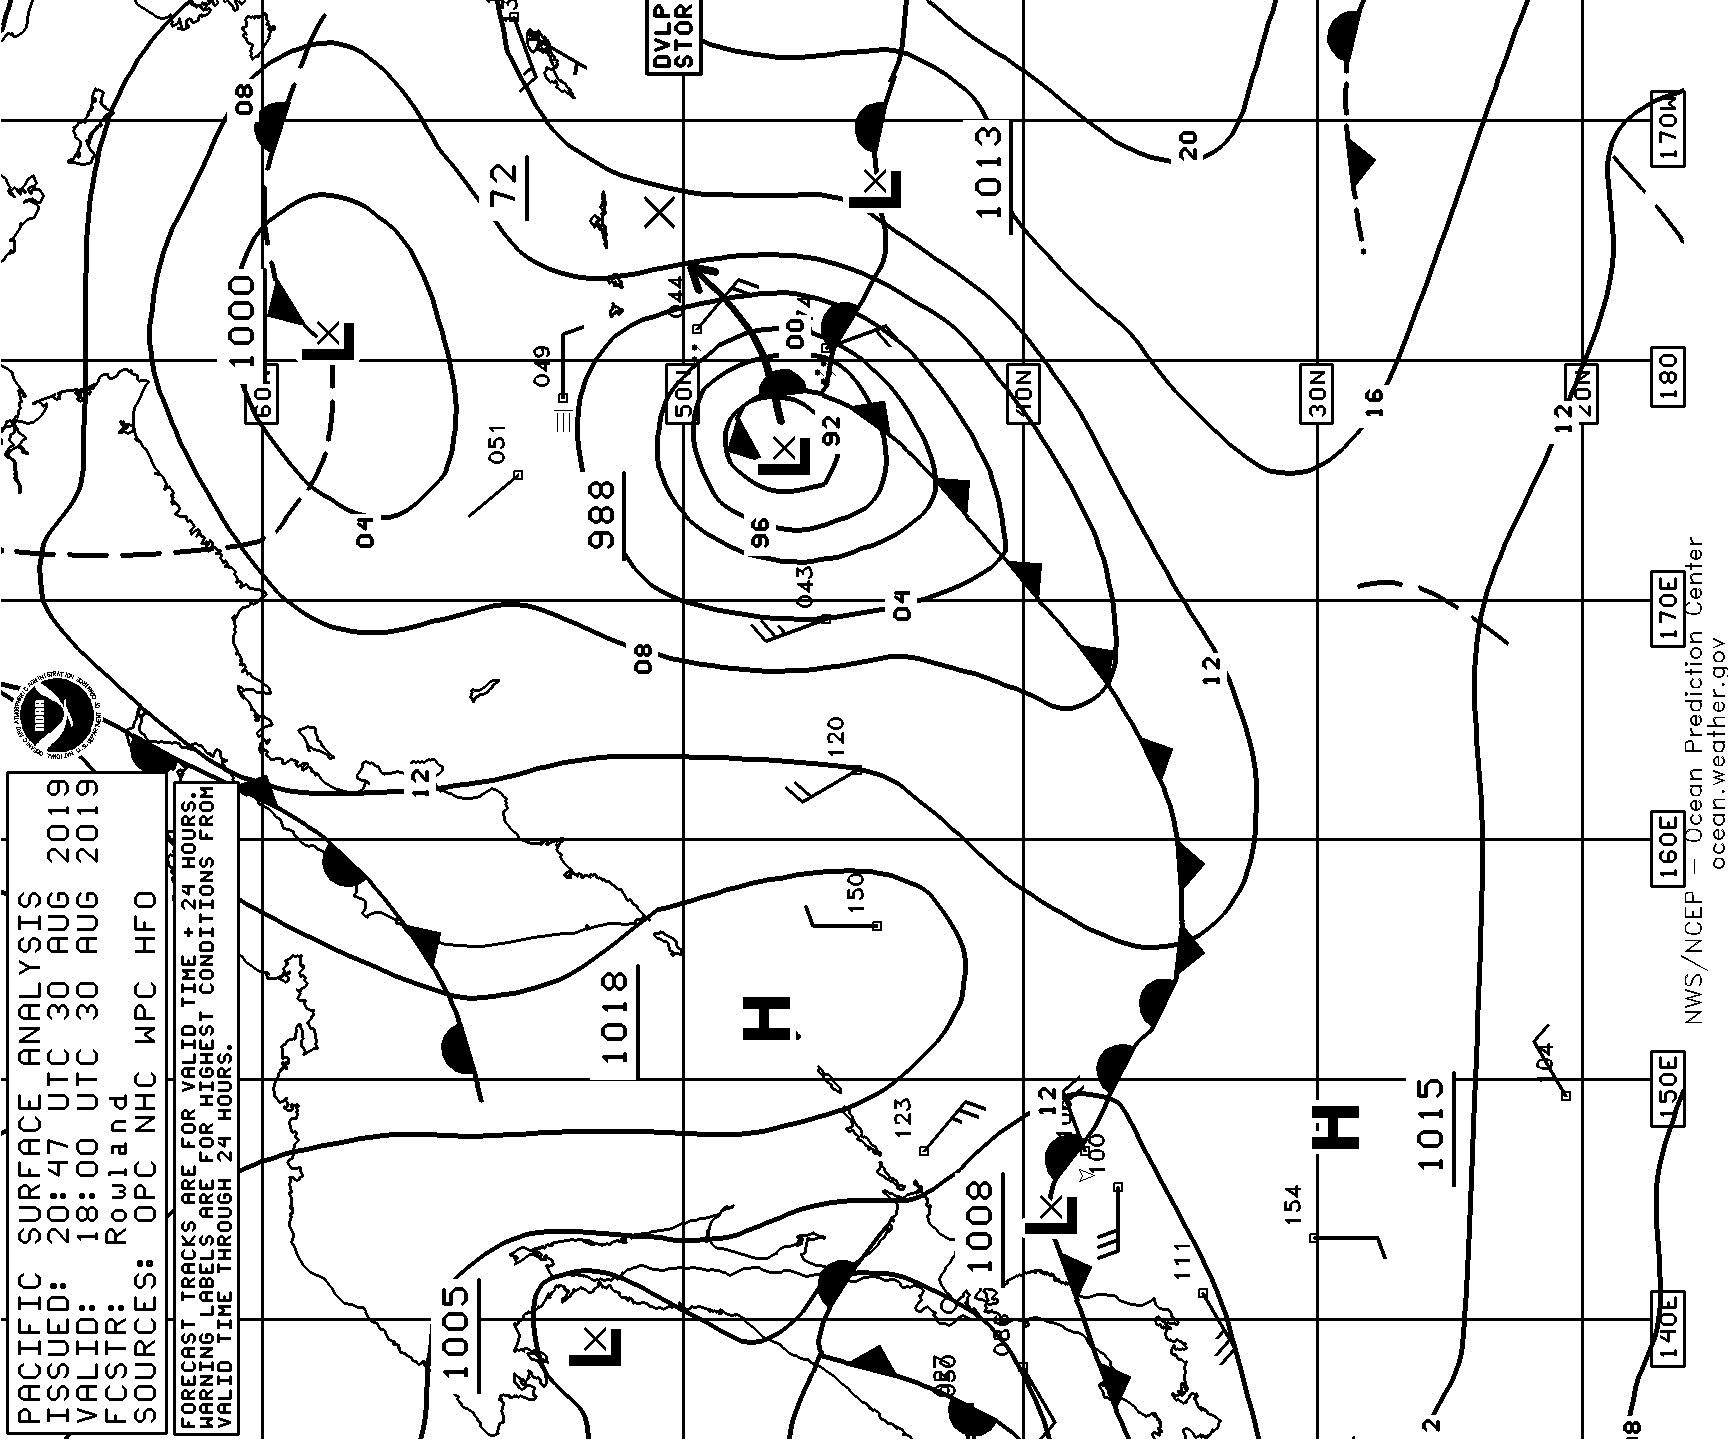 PACIFIC SURFACE ANALYSIS
ISSUED: 20:47 UTC 30 AUG 2019
VALID: 18:00 UTC 30 AUG 2019
FCSTR: Rowland
SOURCES: OPC NHC WPC HFO
FORECAST TRACKS ARE FOR VALID TIME + 24 HOURS.
WARNING LABELS ARE FOR HIGHEST CONDITIONS FROM
VALID TIME THROUGH 24 HOURS.
NOAA
DVLP
STOR
08
1000
L
60
04
72
049
051
50N
044
00
988
L
92
96
043
04
08
L
1013
20
40N
30N
16
12
20N
170W
180
170E
160E
150E
140E
12
12
120
150
1018
H
123
12
100
1008
L
H
1015
104
154
111
1005
L
2
08
NWS/NCEP – Ocean Prediction Center
ocean.weather.gov